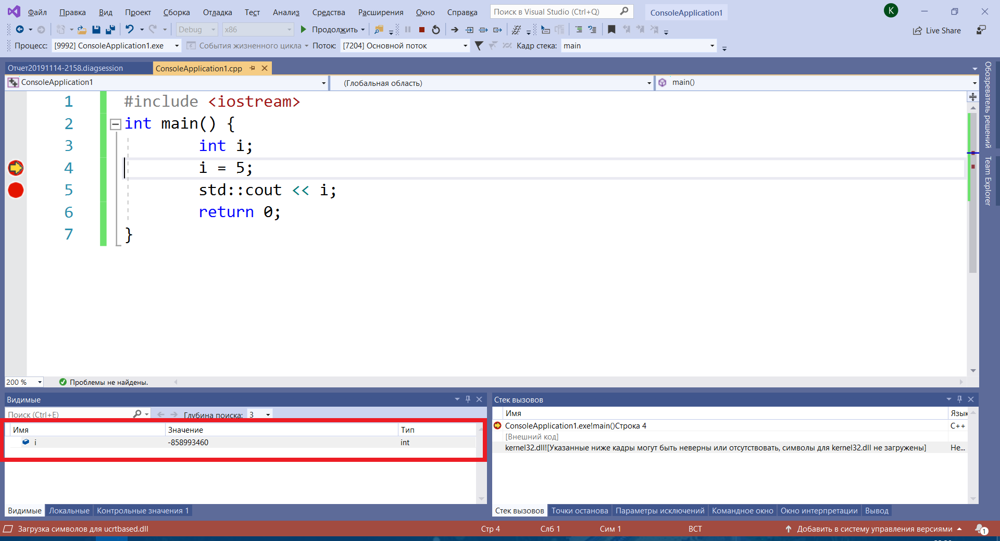 Файл Правка Вид Проект Сборка Отладка Тест Анализ Средства Расширения Окно Справка Поиск в Visual Studio (Ctrl+Q) ConsoleApplication1 K
Debug x86 Продолжить Live Share
Процесс: [9992] ConsoleApplication1.exe События жизненного цикла Поток: [7204] Основной поток Кадр стека: main
Отчет20191114-2158.diagsession ConsoleApplication1.cpp
ConsoleApplication1 (Глобальная область) main()
1 #include <iostream>
2 int main() {
3 int i;
4 i = 5;
5 std::cout << i;
6 return 0;
7 }
Обозреватель решений
Team Explorer
200 % Проблемы не найдены.
Видимые
Поиск (Ctrl+E) Глубина поиска: 3
Имя Значение Тип
i -858993460 int
Видимые Локальные Контрольные значения 1
Стек вызовов
Имя Язык
ConsoleApplication1.exe!main()Строка 4 C++
[Внешний код]
kernel32.dll![Указанные ниже кадры могут быть неверны или отсутствовать, символы для kernel32.dll не загружены] Не...
Стек вызовов Точки останова Параметры исключений Командное окно Окно интерпретации Вывод
Загрузка символов для ucrtbased.dll Стр 4 Слб 1 Сим 1 ВСТ Добавить в систему управления версиями 1